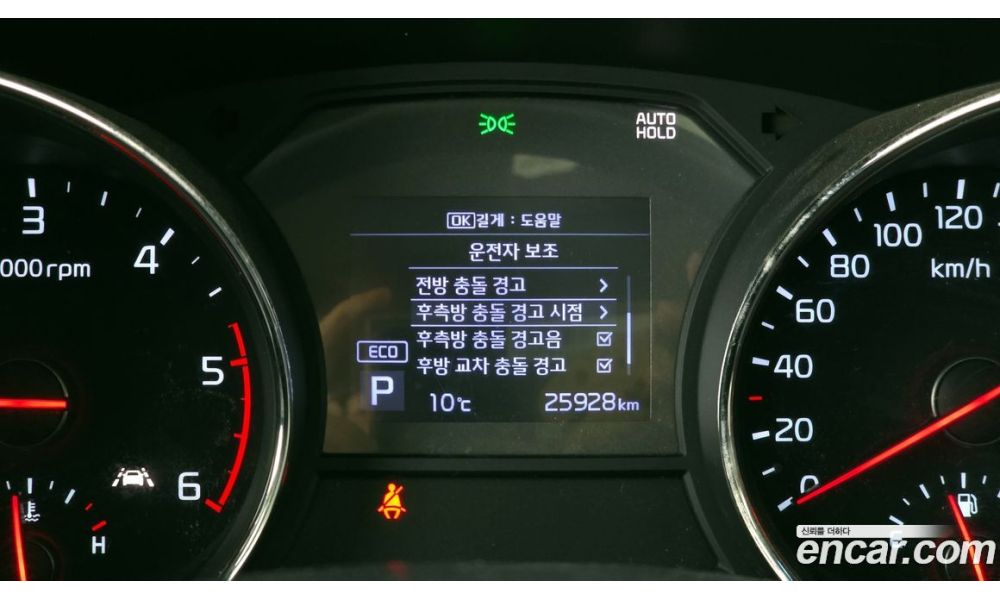 AUTO
HOLD
OK길게 : 도움말
운전자 보조
전방 충돌 경고
후측방 충돌 경고 시점
후측방 충돌 경고음
후방 교차 충돌 경고
ECO
P
10℃ 25928km
3
4
5
6
000rpm
H
120
100
80
km/h
60
40
20
0
신뢰를 더하다
encar.com